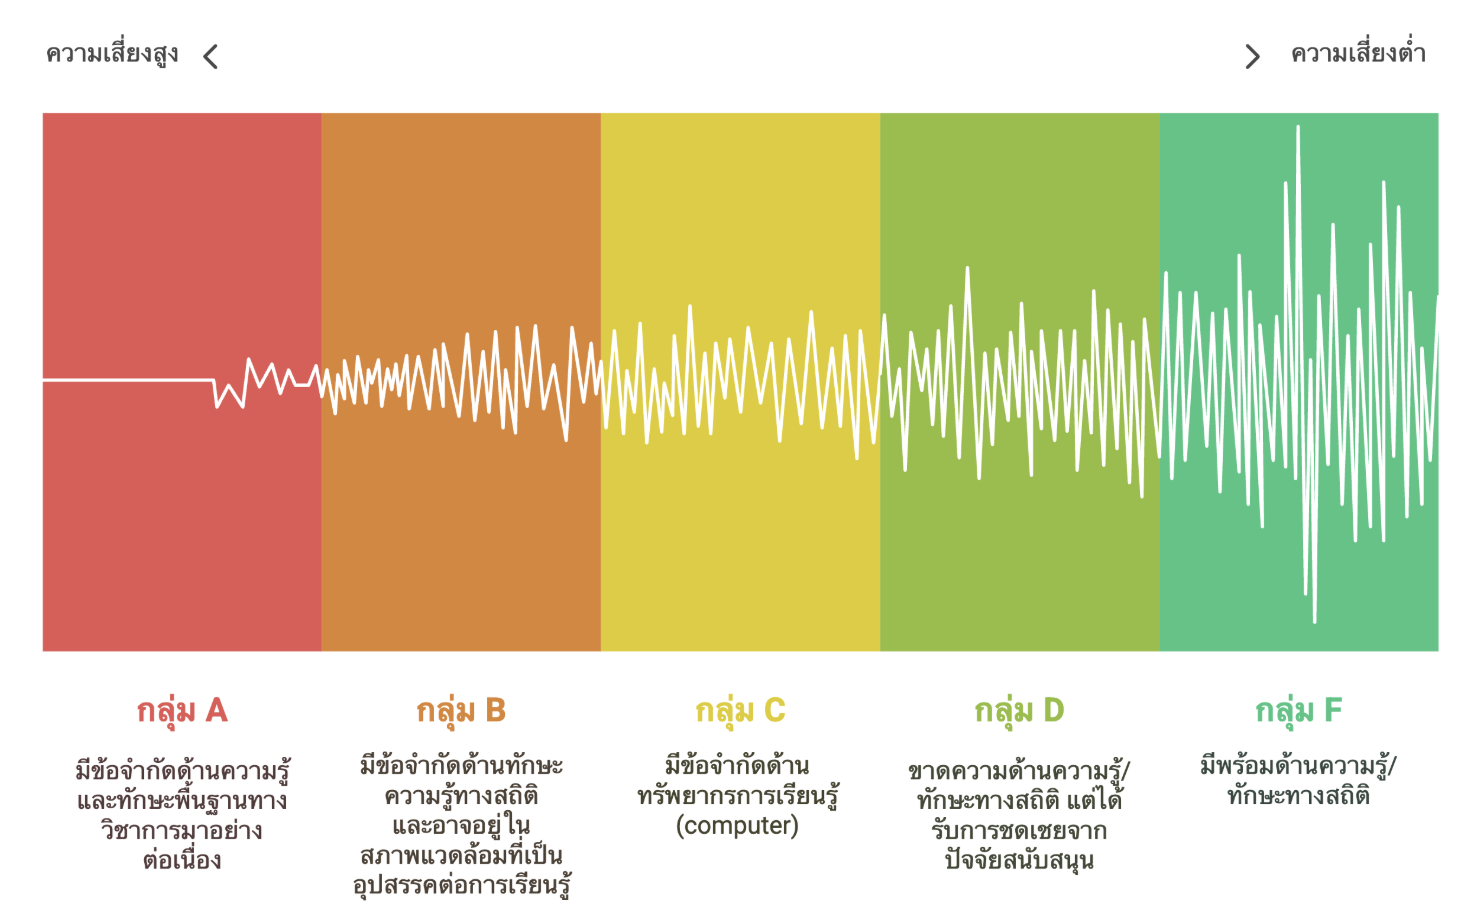 ความเสี่ยงสูง
ความเสี่ยงต่ำ
กลุ่ม A
มีข้อจำกัดด้านความรู้
และทักษะพื้นฐานทาง
วิชาการมาอย่าง
ต่อเนื่อง
กลุ่ม B
มีข้อจำกัดด้านทักษะ
ความรู้ทางสถิติ
และอาจอยู่ใน
สภาพแวดล้อมที่เป็น
อุปสรรคต่อการเรียนรู้
กลุ่ม C
มีข้อจำกัดด้าน
ทรัพยากรการเรียนรู้
(computer)
กลุ่ม D
ขาดความด้านความรู้/
ทักษะทางสถิติ แต่ได้
รับการชดเชยจาก
ปัจจัยสนับสนุน
กลุ่ม F
มีพร้อมด้านความรู้/
ทักษะทางสถิติ